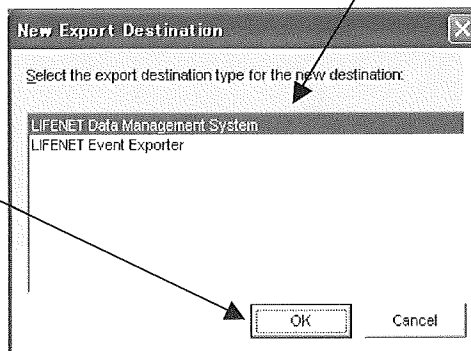 New Export Destination
Select the export destination type for the new destination:
LIFENET Data Management System
LIFENET Event Exporter
OK
Cancel